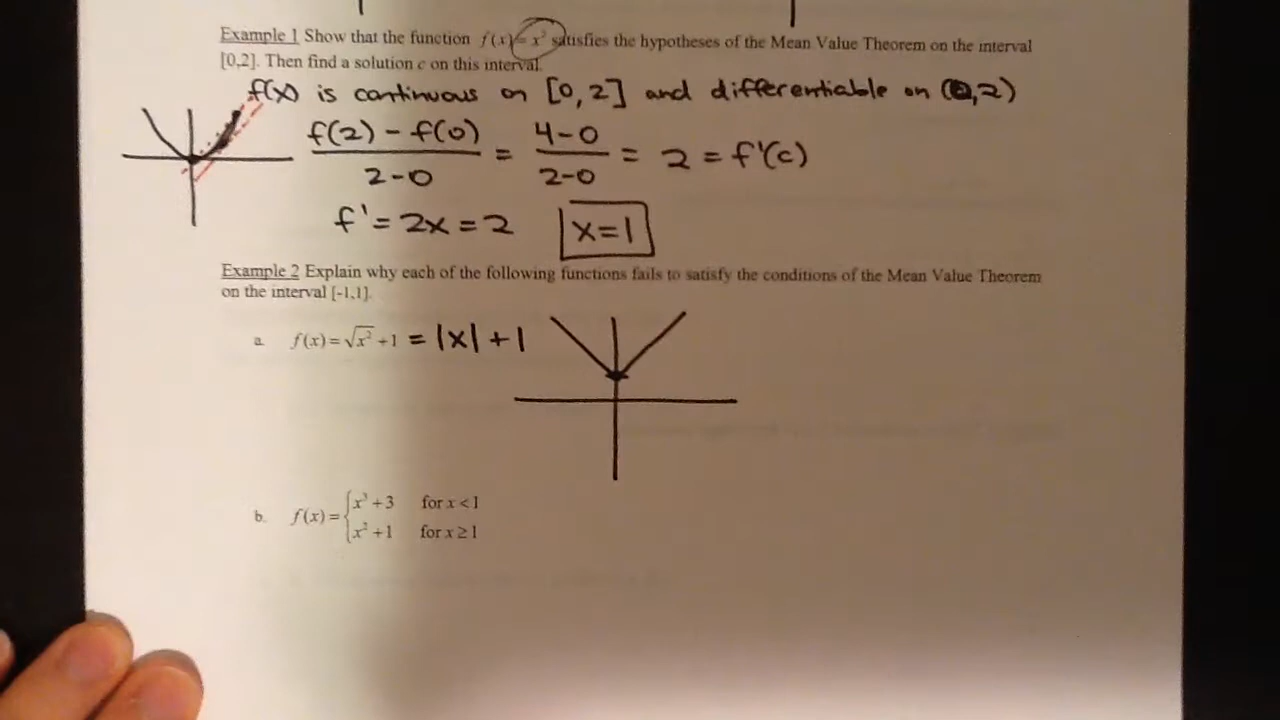 Example 1 Show that the function f(x) = x² satisfies the hypotheses of the Mean Value Theorem on the interval
[0,2]. Then find a solution c on this interval.
f(x) is continuous on [0,2] and differentiable on (0,2)
f(2) - f(0) / 2-0 = 4-0 / 2-0 = 2 = f'(c)
f' = 2x = 2 x=1
Example 2 Explain why each of the following functions fails to satisfy the conditions of the Mean Value Theorem
on the interval [-1,1].
a. f(x) = √x² +1 = |x| + 1
b. f(x) = { x³ +3 for x < 1
x² +1 for x ≥ 1